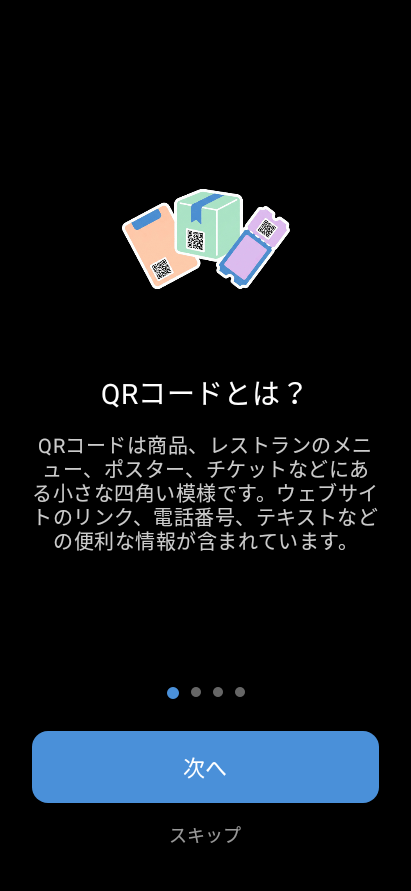 QRコードとは？
QRコードは商品、レストランのメニ
ュー、ポスター、チケットなどにあ
る小さな四角い模様です。ウェブサイ
トのリンク、電話番号、テキストなど
の便利な情報が含まれています。
次へ
スキップ